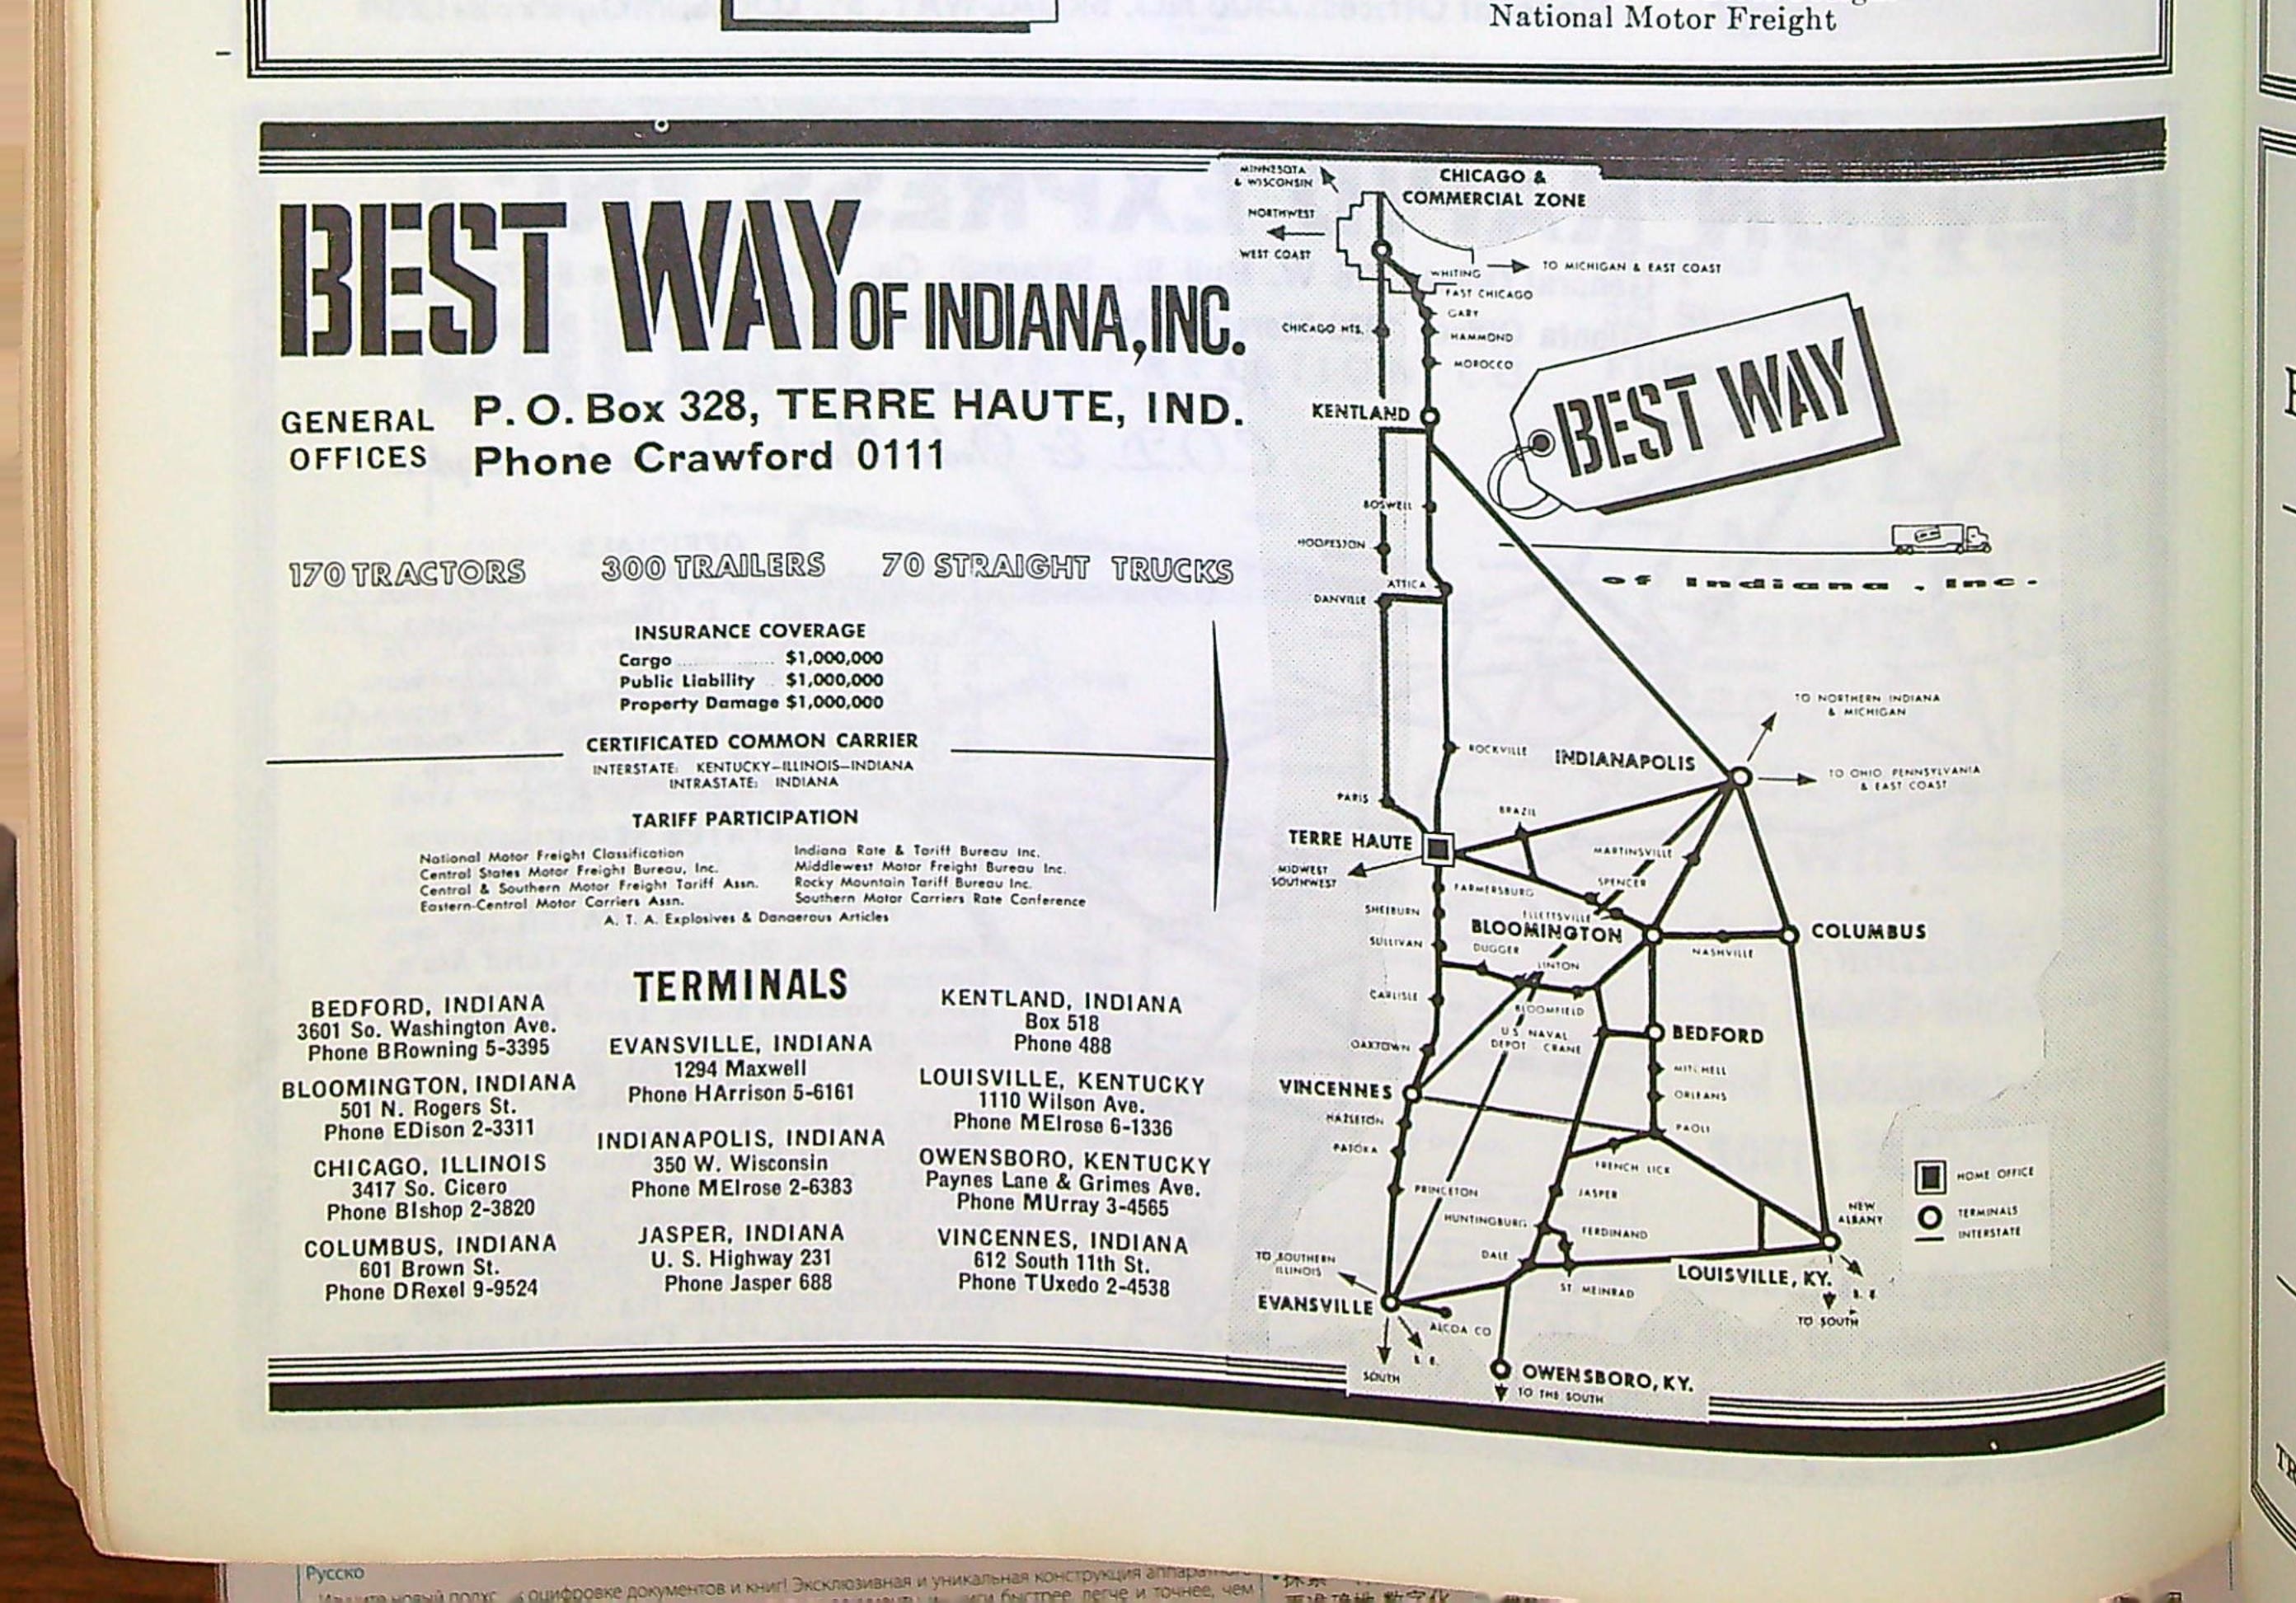 National Motor Freight
BEST WAY OF INDIANA, INC.
GENERAL OFFICES
P. O. Box 328, TERRE HAUTE, IND.
Phone Crawford 0111
170 TRACTORS 300 TRAILERS 70 STRAIGHT TRUCKS
INSURANCE COVERAGE
Cargo $1,000,000
Public Liability $1,000,000
Property Damage $1,000,000
CERTIFICATED COMMON CARRIER
INTERSTATE: KENTUCKY—ILLINOIS—INDIANA
INTRASTATE: INDIANA
TARIFF PARTICIPATION
National Motor Freight Classification
Central States Motor Freight Bureau, Inc.
Central & Southern Motor Freight Tariff Assn.
Eastern-Central Motor Carriers Assn.
Indiana Rate & Tariff Bureau Inc.
Middlewest Motor Freight Bureau Inc.
Rocky Mountain Tariff Bureau Inc.
Southern Motor Carriers Rate Conference
A. T. A. Explosives & Dangerous Articles
TERMINALS
BEDFORD, INDIANA
3601 So. Washington Ave.
Phone BRowning 5-3395
BLOOMINGTON, INDIANA
501 N. Rogers St.
Phone EDison 2-3311
CHICAGO, ILLINOIS
3417 So. Cicero
Phone BIshop 2-3820
COLUMBUS, INDIANA
601 Brown St.
Phone DRexel 9-9524
EVANSVILLE, INDIANA
1294 Maxwell
Phone HArrison 5-6161
INDIANAPOLIS, INDIANA
350 W. Wisconsin
Phone MElrose 2-6383
JASPER, INDIANA
U. S. Highway 231
Phone Jasper 688
KENTLAND, INDIANA
Box 518
Phone 488
LOUISVILLE, KENTUCKY
1110 Wilson Ave.
Phone MElrose 6-1336
OWENSBORO, KENTUCKY
Paynes Lane & Grimes Ave.
Phone MUrray 3-4565
VINCENNES, INDIANA
612 South 11th St.
Phone TUxedo 2-4538
MINNESOTA
& WISCONSIN
CHICAGO &
COMMERCIAL ZONE
NORTHWEST
WEST COAST
WHITING
TO MICHIGAN & EAST COAST
EAST CHICAGO
GARY
CHICAGO HTS.
HAMMOND
MOROCCO
KENTLAND
BEST WAY
of Indiana, Inc.
BOSWELL
HOOPESTON
ATTICA
DANVILLE
TO NORTHERN INDIANA
& MICHIGAN
ROCKVILLE
INDIANAPOLIS
TO OHIO PENNSYLVANIA
& EAST COAST
PARIS
BRAZIL
TERRE HAUTE
MARTINSVILLE
MIDWEST
SOUTHWEST
SPENCER
FARMERSBURG
SHELBURN
ELLETTSVILLE
BLOOMINGTON
COLUMBUS
SULLIVAN
DUGGER
NASHVILLE
LINTON
CARLISLE
BLOOMFIELD
U.S. NAVAL
DEPOT CRANE
BEDFORD
OAKTOWN
MITCHELL
VINCENNES
ORLEANS
HAZLETON
PAOLI
PATOKA
FRENCH LICK
HOME OFFICE
PRINCETON
JASPER
TERMINALS
INTERSTATE
HUNTINGBURG
FERDINAND
NEW
ALBANY
DALE
TO SOUTHERN
ILLINOIS
ST MEINRAD
LOUISVILLE, KY.
S. E.
TO SOUTH
EVANSVILLE
ALCOA CO
S. E.
SOUTH
OWENSBORO, KY.
TO THE SOUTH
Русско
оцифровке документов и книг! Эксклюзивная и уникальная конструкция
быстрее, легче и точнее, чем